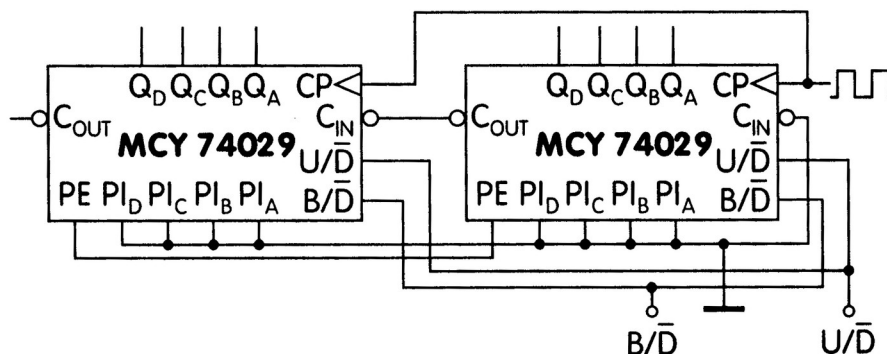 Q_D Q_C Q_B Q_A CP
C_OUT C_IN
MCY 74029
U/D̅
PE PI_D PI_C PI_B PI_A B/D̅
Q_D Q_C Q_B Q_A CP
C_OUT C_IN
MCY 74029
U/D̅
PE PI_D PI_C PI_B PI_A B/D̅
B/D̅ U/D̅